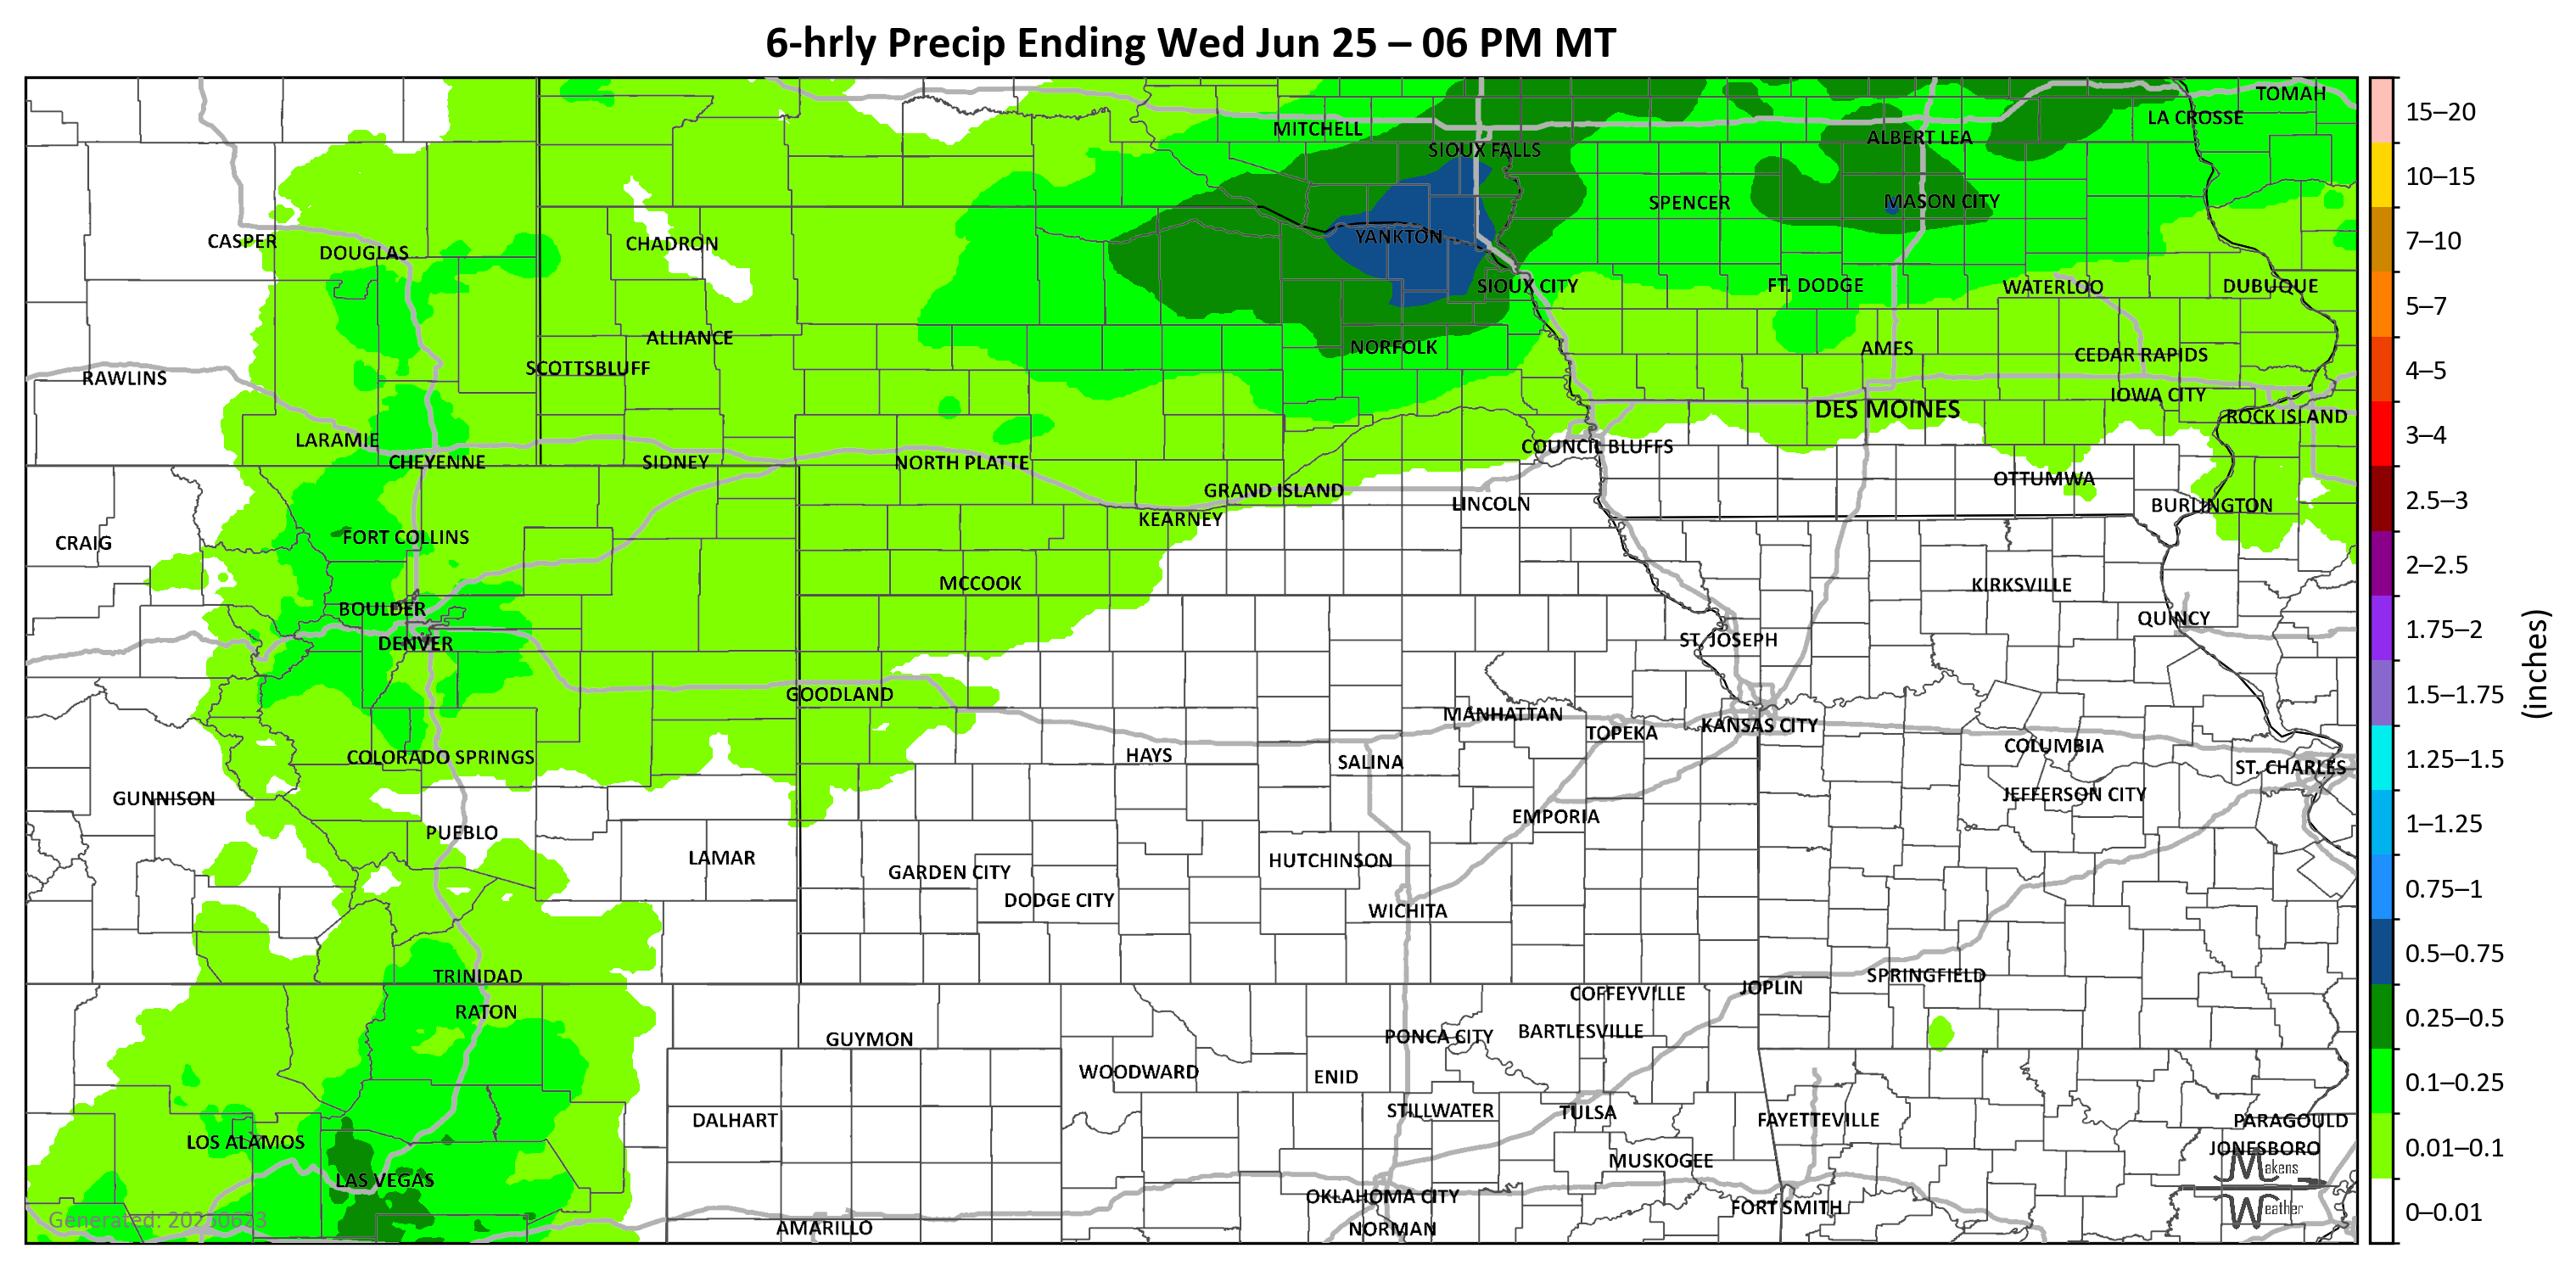 6-hrly Precip Ending Wed Jun 25 – 06 PM MT
TOMAH
LA CROSSE
MITCHELL
ALBERT LEA
SIOUX FALLS
SPENCER
MASON CITY
YANKTON
CASPER
DOUGLAS
CHADRON
SIOUX CITY
FT. DODGE
WATERLOO
DUBUQUE
ALLIANCE
NORFOLK
AMES
CEDAR RAPIDS
SCOTTSBLUFF
RAWLINS
IOWA CITY
DES MOINES
ROCK ISLAND
LARAMIE
COUNCIL BLUFFS
CHEYENNE
SIDNEY
NORTH PLATTE
OTTUMWA
GRAND ISLAND
LINCOLN
BURLINGTON
KEARNEY
CRAIG
FORT COLLINS
MCCOOK
KIRKSVILLE
BOULDER
QUINCY
DENVER
ST. JOSEPH
GOODLAND
MANHATTAN
TOPEKA
KANSAS CITY
COLUMBIA
COLORADO SPRINGS
HAYS
SALINA
ST. CHARLES
GUNNISON
JEFFERSON CITY
EMPORIA
PUEBLO
LAMAR
HUTCHINSON
GARDEN CITY
DODGE CITY
WICHITA
TRINIDAD
SPRINGFIELD
JOPLIN
COFFEYVILLE
RATON
GUYMON
PONCA CITY
BARTLESVILLE
WOODWARD
ENID
DALHART
STILLWATER
TULSA
FAYETTEVILLE
PARAGOULD
LOS ALAMOS
JONESBORO
MUSKOGEE
LAS VEGAS
OKLAHOMA CITY
FORT SMITH
AMARILLO
NORMAN
Generated: 20250623
Makens
Weather
15–20
10–15
7–10
5–7
4–5
3–4
2.5–3
2–2.5
1.75–2
1.5–1.75
1.25–1.5
1–1.25
0.75–1
0.5–0.75
0.25–0.5
0.1–0.25
0.01–0.1
0–0.01
(inches)